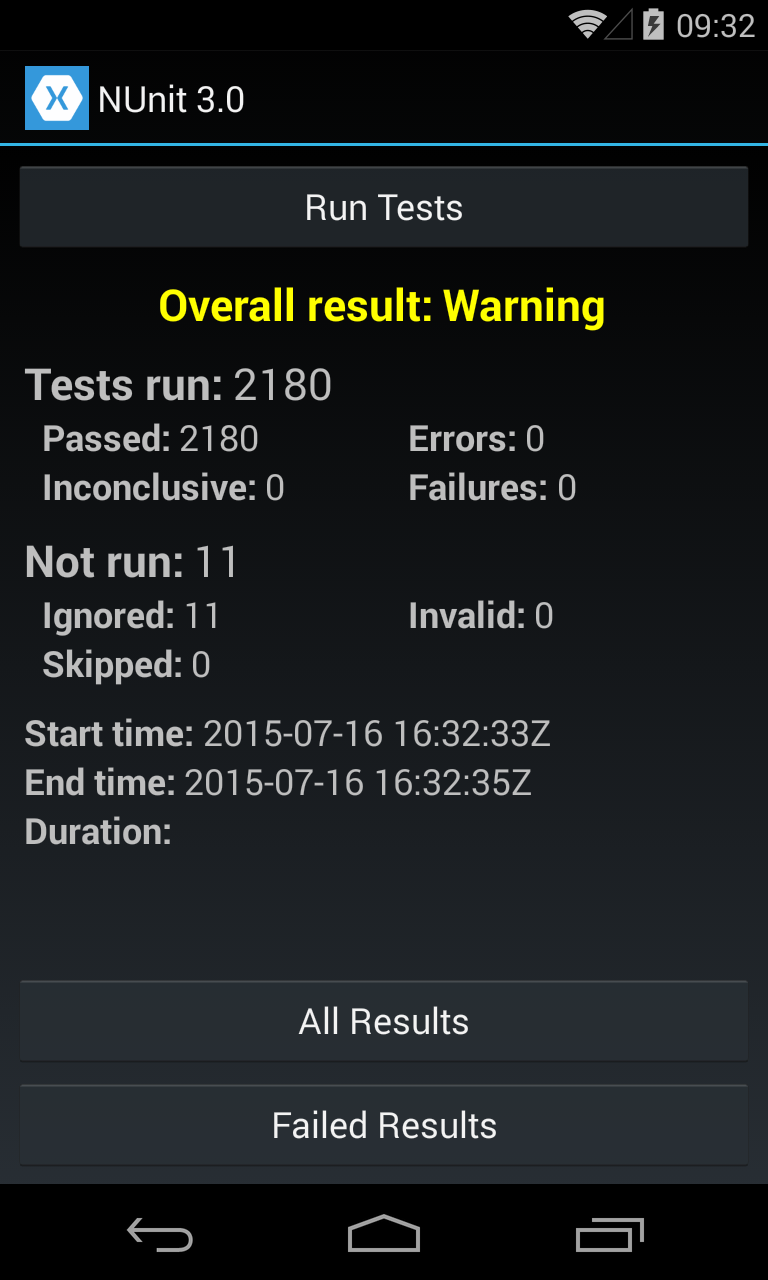 09:32
NUnit 3.0
Run Tests
Overall result: Warning
Tests run: 2180
Passed: 2180 Errors: 0
Inconclusive: 0 Failures: 0
Not run: 11
Ignored: 11 Invalid: 0
Skipped: 0
Start time: 2015-07-16 16:32:33Z
End time: 2015-07-16 16:32:35Z
Duration:
All Results
Failed Results